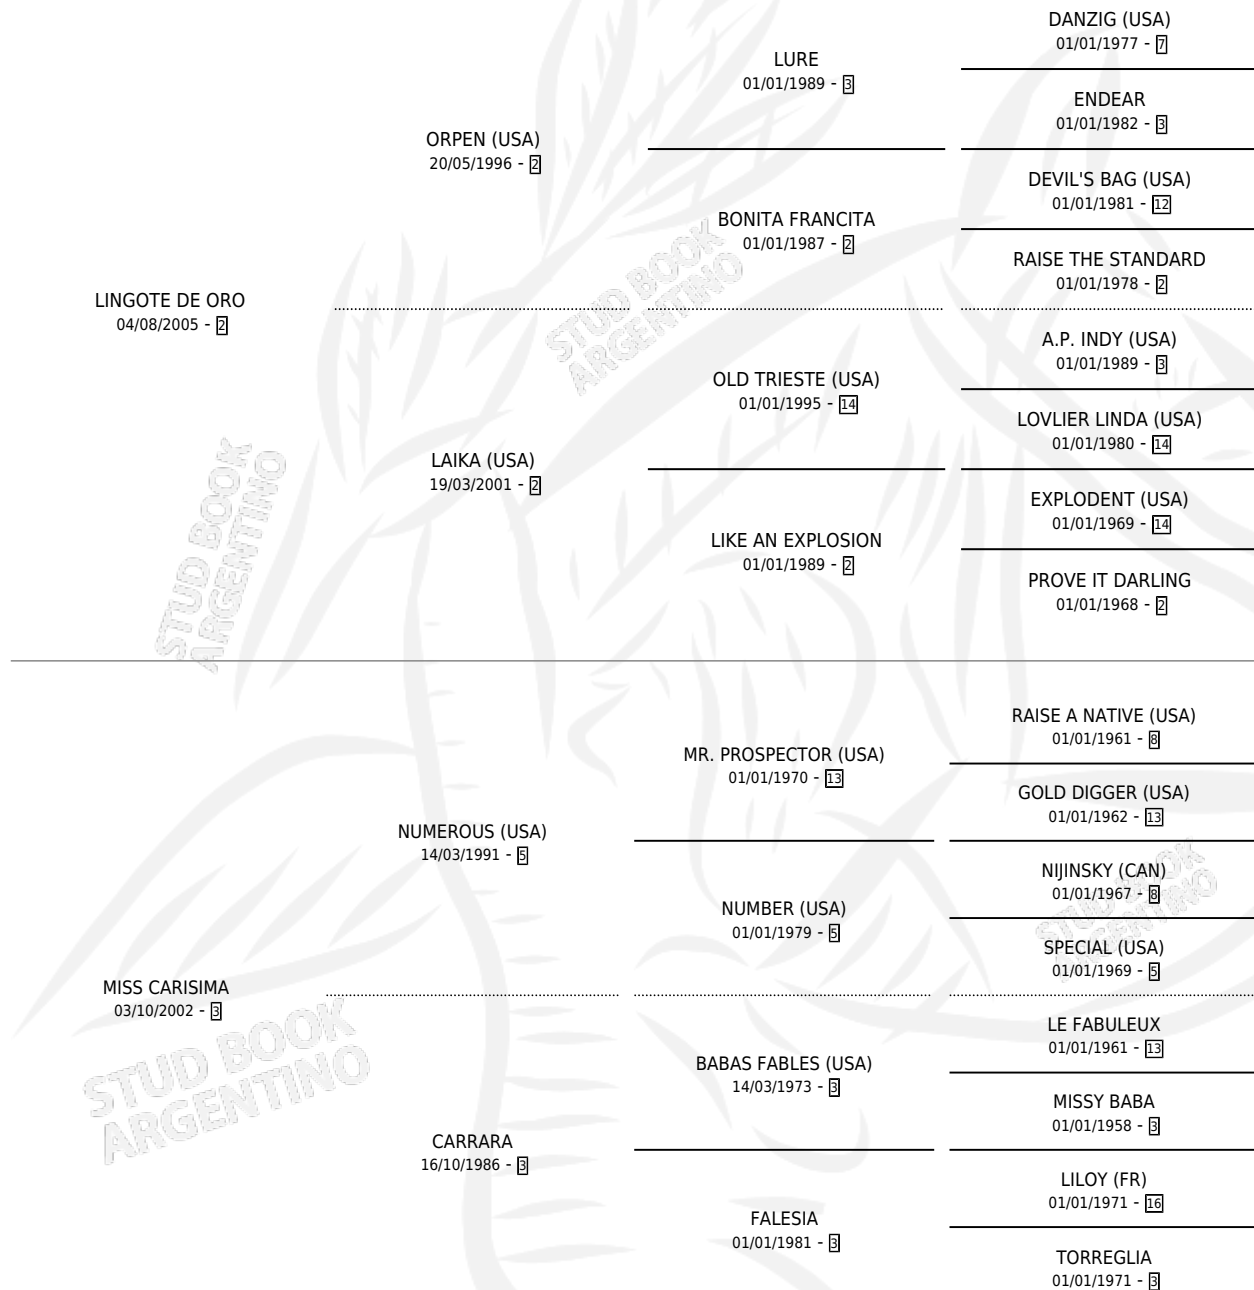 DANZIG (USA)
01/01/1977 - 7
LURE
01/01/1989 - 3
ENDEAR
01/01/1982 - 3
ORPEN (USA)
20/05/1996 - 2
DEVIL'S BAG (USA)
01/01/1981 - 12
BONITA FRANCITA
01/01/1987 - 2
RAISE THE STANDARD
01/01/1978 - 2
LINGOTE DE ORO
04/08/2005 - 2
A.P. INDY (USA)
01/01/1989 - 3
OLD TRIESTE (USA)
01/01/1995 - 14
LOVLIER LINDA (USA)
01/01/1980 - 14
LAIKA (USA)
19/03/2001 - 2
EXPLODENT (USA)
01/01/1969 - 14
LIKE AN EXPLOSION
01/01/1989 - 2
PROVE IT DARLING
01/01/1968 - 2
RAISE A NATIVE (USA)
01/01/1961 - 8
MR. PROSPECTOR (USA)
01/01/1970 - 13
GOLD DIGGER (USA)
01/01/1962 - 13
NUMEROUS (USA)
14/03/1991 - 5
NIJINSKY (CAN)
01/01/1967 - 8
NUMBER (USA)
01/01/1979 - 5
SPECIAL (USA)
01/01/1969 - 5
MISS CARISIMA
03/10/2002 - 3
LE FABULEUX
01/01/1961 - 13
BABAS FABLES (USA)
14/03/1973 - 3
MISSY BABA
01/01/1958 - 3
CARRARA
16/10/1986 - 3
LILOY (FR)
01/01/1971 - 16
FALESIA
01/01/1981 - 3
TORREGLIA
01/01/1971 - 3
STUD BOOK
ARGENTINO
STUD BOOK
ARGENTINO
STUD BOOK
ARGENTINO
STUD BOOK
ARGENTINO